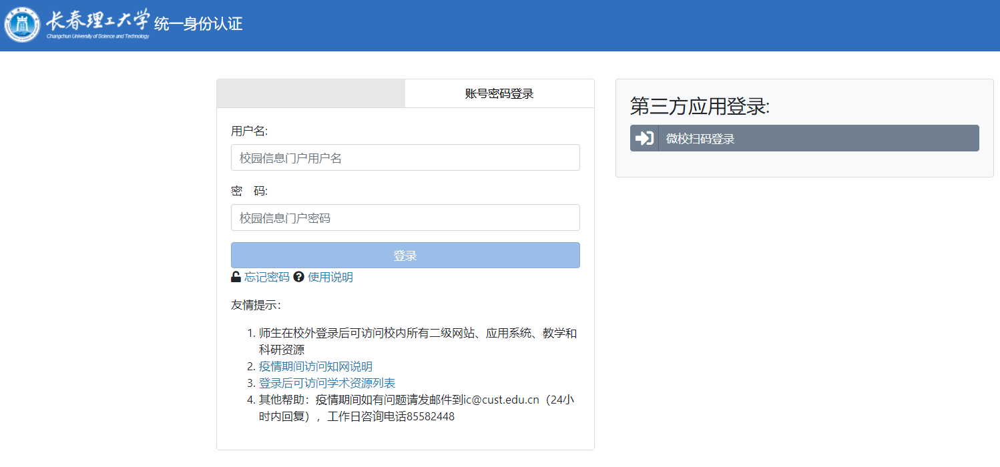 长春理工大学 统一身份认证
Changchun University of Science and Technology
账号密码登录
用户名:
校园信息门户用户名
密 码:
校园信息门户密码
登录
忘记密码 使用说明
友情提示：
1. 师生在校外登录后可访问校内所有二级网站、应用系统、教学和
科研资源
2. 疫情期间访问知网说明
3. 登录后可访问学术资源列表
4. 其他帮助：疫情期间如有问题请发邮件到ic@cust.edu.cn（24小
时内回复），工作日咨询电话85582448
第三方应用登录:
微校扫码登录